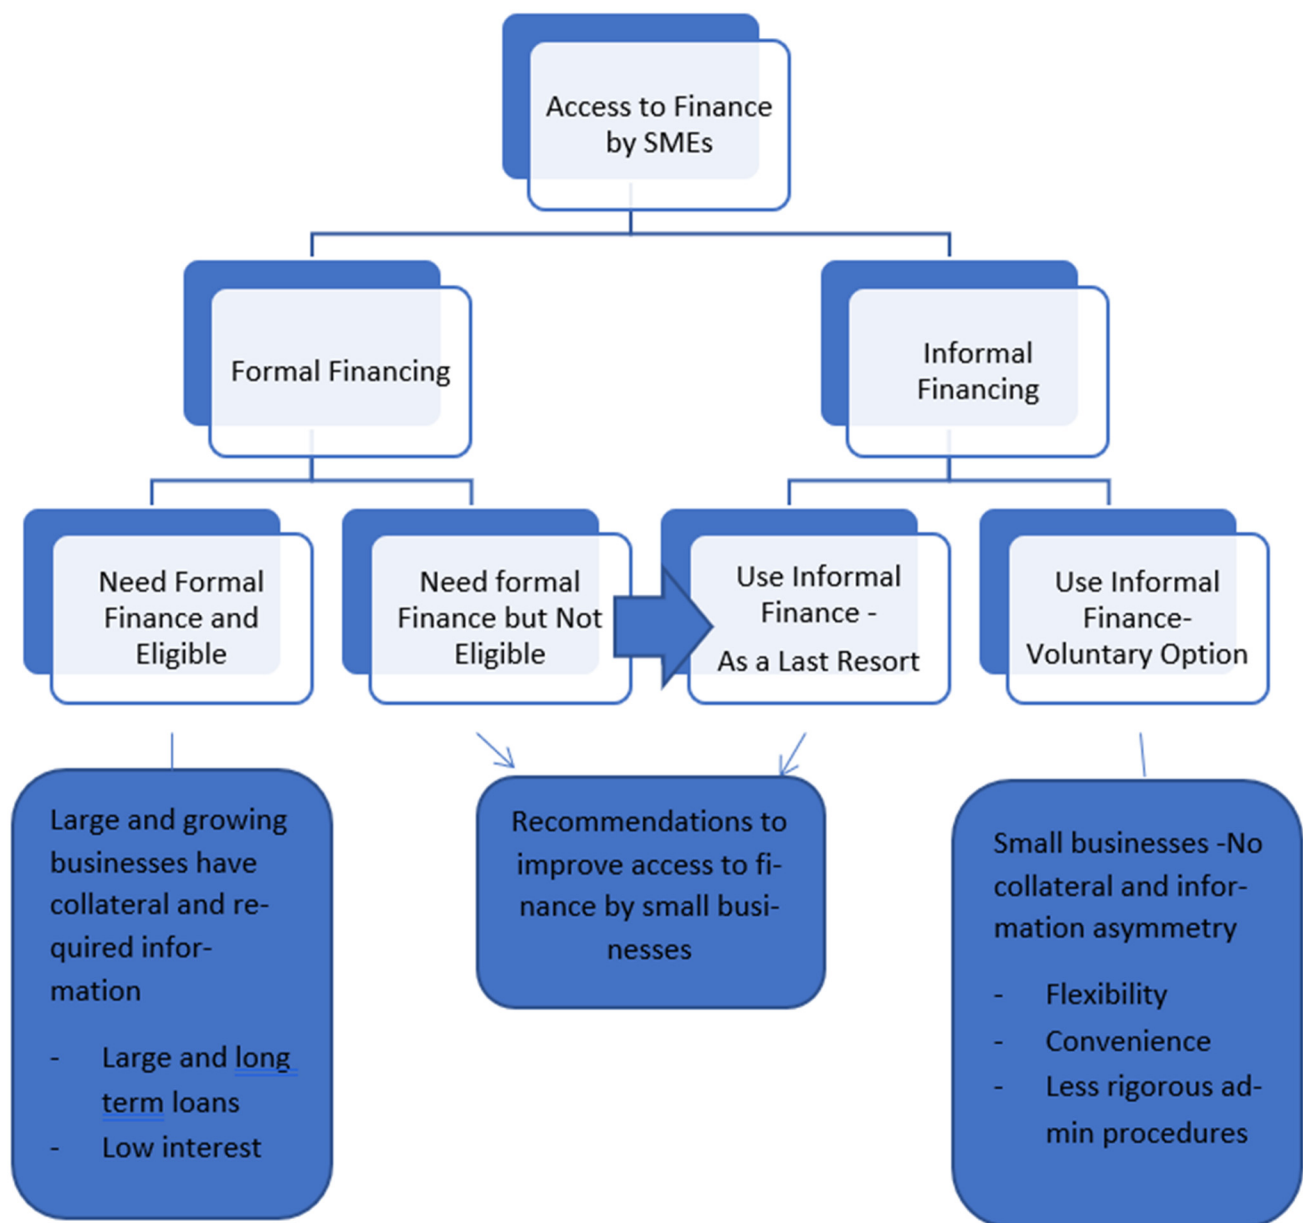 Access to Finance
by SMEs
Formal Financing
Informal
Financing
Need Formal
Finance and
Eligible
Need formal
Finance but Not
Eligible
Use Informal
Finance -
As a Last Resort
Use Informal
Finance-
Voluntary Option
Large and growing
businesses have
collateral and re-
quired infor-
mation
- Large and long
term loans
- Low interest
Recommendations to
improve access to fi-
nance by small busi-
nesses
Small businesses -No
collateral and infor-
mation asymmetry
- Flexibility
- Convenience
- Less rigorous ad-
min procedures